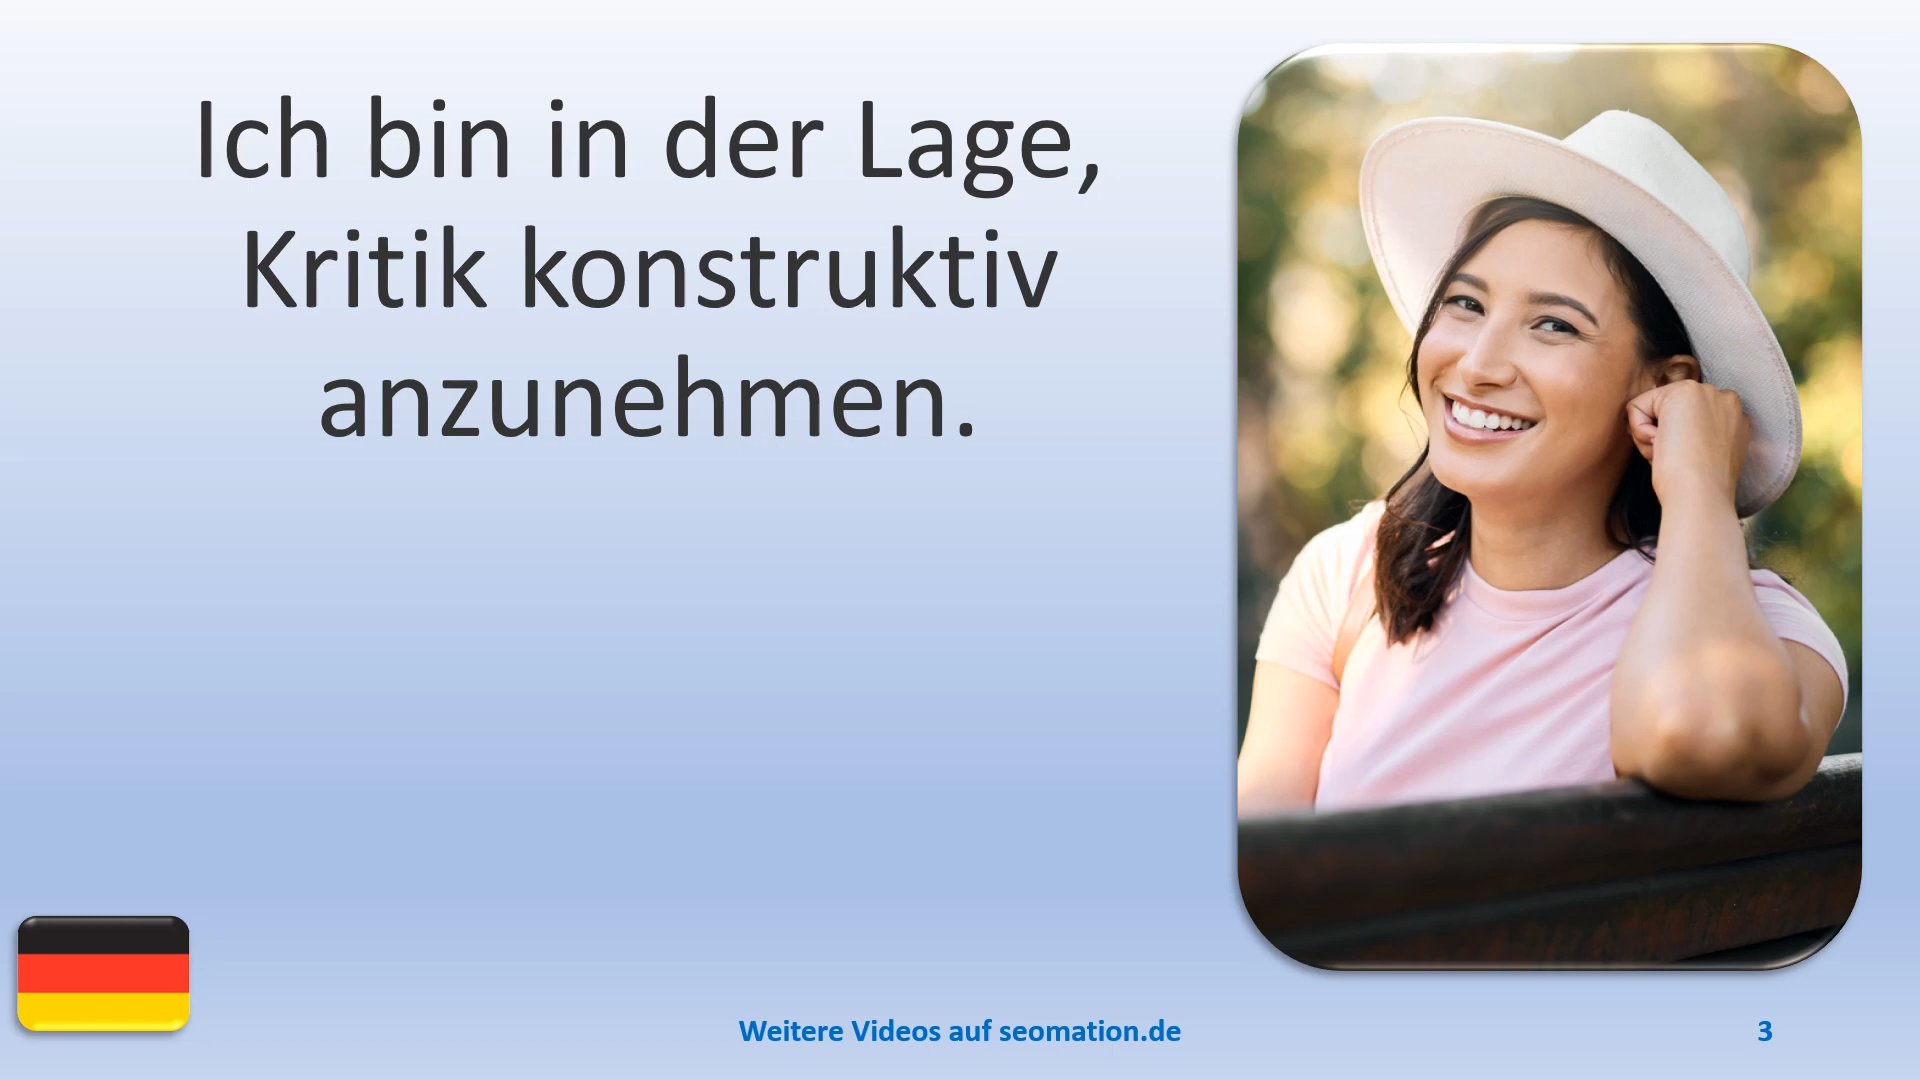 Ich bin in der Lage,
Kritik konstruktiv
anzunehmen.
Weitere Videos auf seomation.de
3